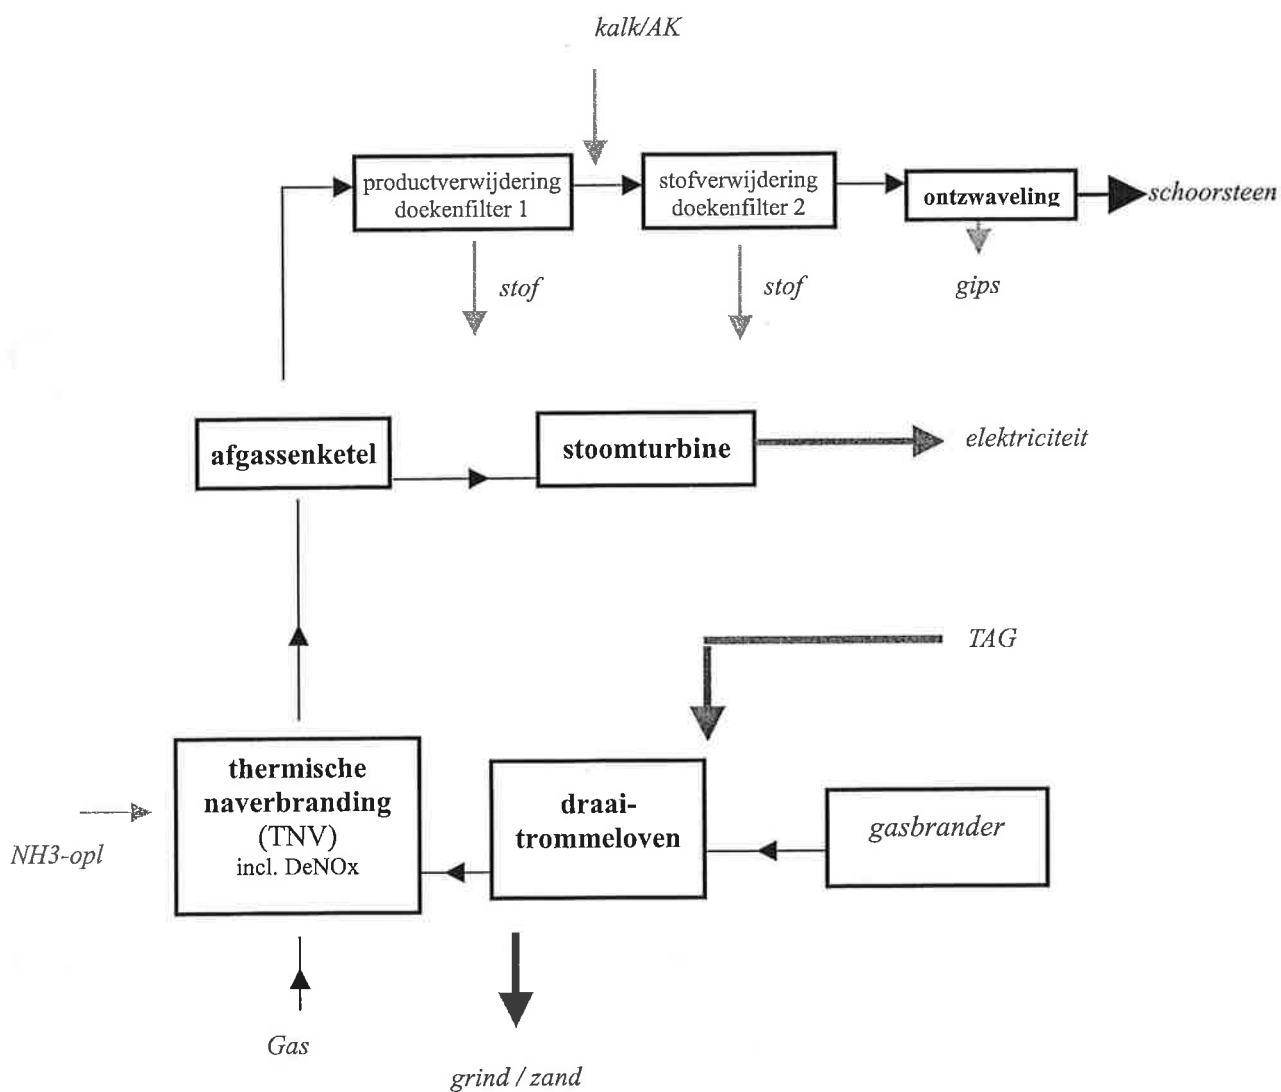 kalk/AK
productverwijdering
doekenfilter 1
stofverwijdering
doekenfilter 2
ontzwaveling
schoorsteen
stof
stof
gips
afgassenketel
stoomturbine
elektriciteit
TAG
thermische
naverbranding
(TNV)
incl. DeNOx
draai-
trommeloven
gasbrander
NH3-opl
Gas
grind / zand